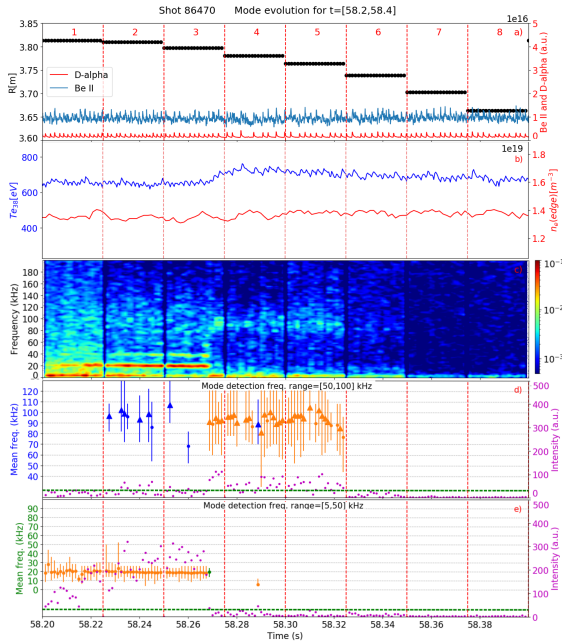 Shot 86470 Mode evolution for t=[58.2,58.4]
1e16
3.85
3.80
3.75
3.70
3.65
3.60
R[m]
1 2 3 4 5 6 7 8 a)
D-alpha
Be II
5
4
3
2
1
0
Be II and D-alpha (a.u.)
1e19
b)
800
600
400
Te38[eV]
1.8
1.6
1.4
1.2
ne(edge)[m−3]
c)
180
160
140
120
100
80
60
40
20
0
Frequency (kHz)
Mode detection freq. range=[50,100] kHz
d)
120
110
100
90
80
70
60
50
40
Mean freq. (kHz)
500
400
300
200
100
0
Intensity (a.u.)
Mode detection freq. range=[5,50] kHz
e)
90
80
70
60
50
40
30
20
10
0
Mean freq. (kHz)
500
400
300
200
100
0
Intensity (a.u.)
58.20 58.22 58.24 58.26 58.28 58.30 58.32 58.34 58.36 58.38 58.40
Time (s)